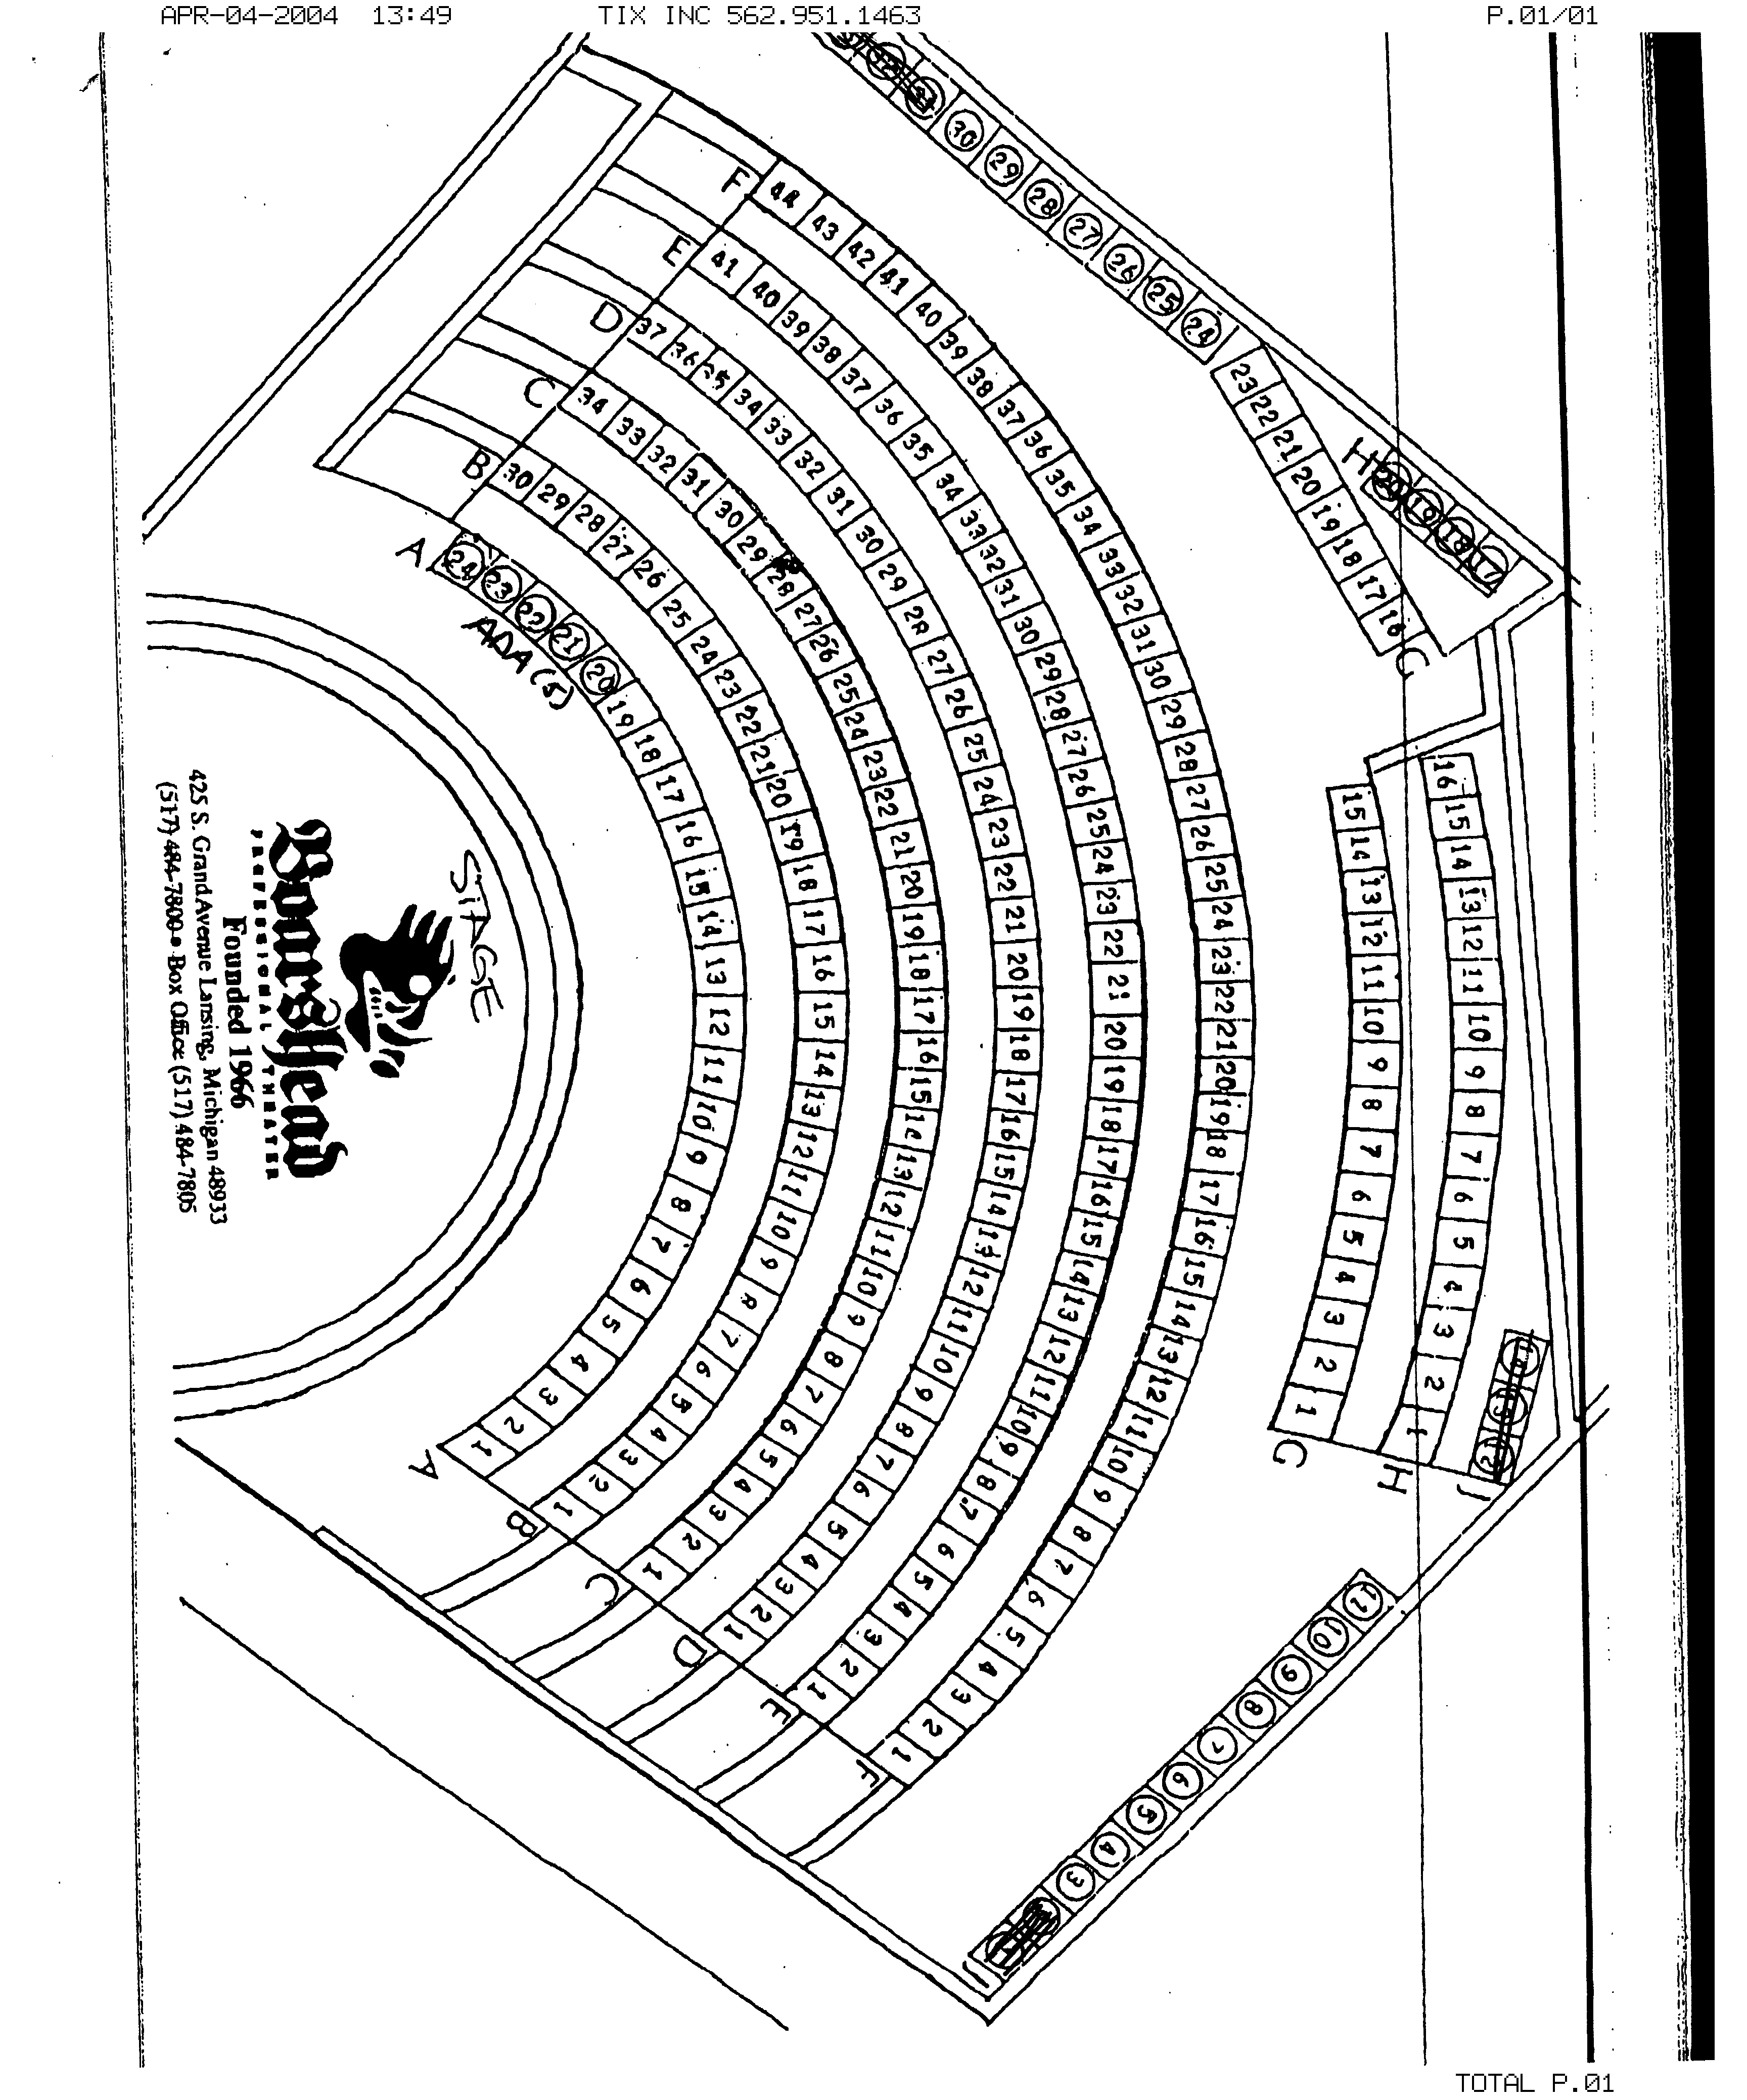 APR-04-2004 13:49 TIX INC 562.951.1463 P.01/01
F 44 43 42 41 40 39 38 37 36 35 34 33 32 31 30 29 28 27 26 25 24 23 22 21 20 19 18 17 16 15 14 13 12 11 10 9 8 7 6 5 4 3 2 1 F
E 41 40 39 38 37 36 35 34 33 32 31 30 29 28 27 26 25 24 23 22 21 20 19 18 17 16 15 14 13 12 11 10 9 8 7 6 5 4 3 2 1 E
D 37 36 35 34 33 32 31 30 29 28 27 26 25 24 23 22 21 20 19 18 17 16 15 14 13 12 11 10 9 8 7 6 5 4 3 2 1 D
C 34 33 32 31 30 29 28 27 26 25 24 23 22 21 20 19 18 17 16 15 14 13 12 11 10 9 8 7 6 5 4 3 2 1 C
B 30 29 28 27 26 25 24 23 22 21 20 19 18 17 16 15 14 13 12 11 10 9 8 7 6 5 4 3 2 1 B
A 24 23 22 21 20 19 18 17 16 15 14 13 12 11 10 9 8 7 6 5 4 3 2 1 A
ADA (5)
30 29 28 27 26 25 24
23 22 21 20 19 18 17 16 G
H 20 19 18 17
15 14 13 12 11 10 9 8 7 6 5 4 3 2 1 G
16 15 14 13 12 11 10 9 8 7 6 5 4 3 2 1 H
J
11 10 9 8 7 6 5 4 3
J
STAGE
BoarsHead
PROFESSIONAL THEATER
Founded 1966
425 S. Grand Avenue Lansing, Michigan 48933
(517) 484-7800 • Box Office (517) 484-7805
TOTAL P.01